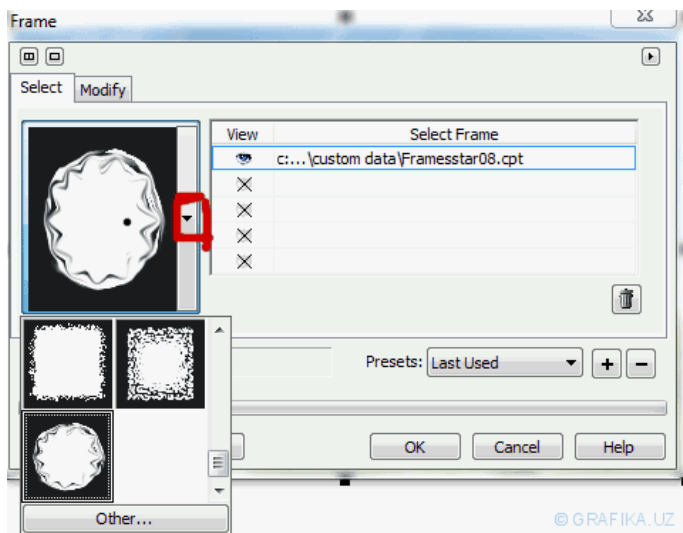 Frame
Select Modify
View Select Frame
c:...\custom data\Framesstar08.cpt
Presets: Last Used
OK Cancel Help
Other...
© GRAFIKA.UZ